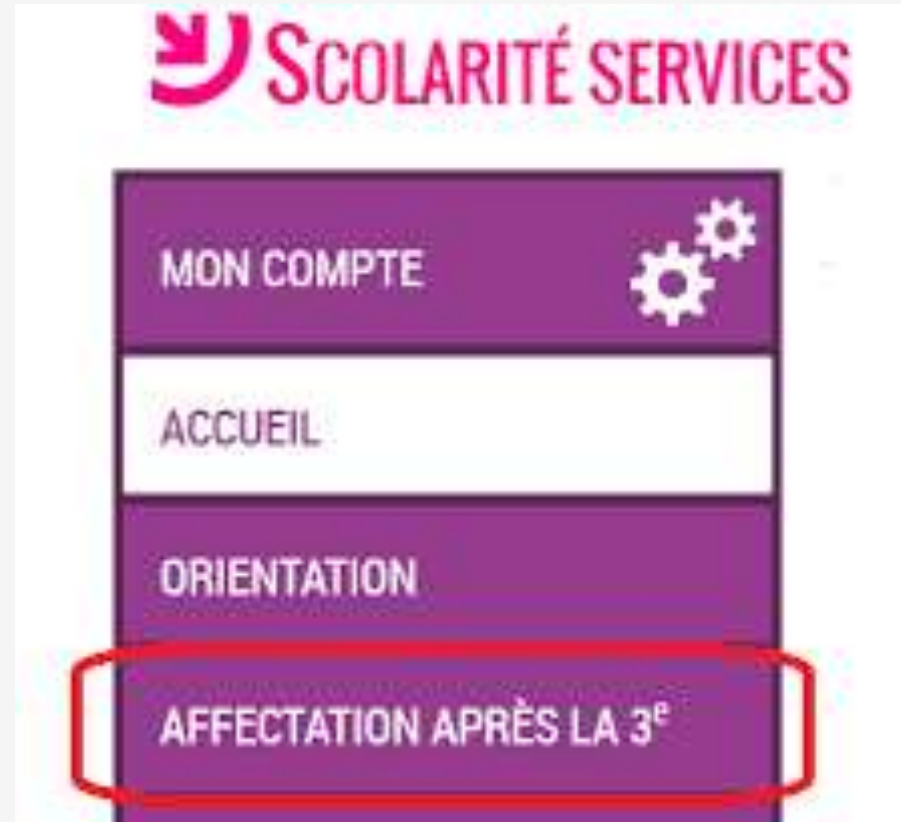 SCOLARITÉ SERVICES
MON COMPTE
ACCUEIL
ORIENTATION
AFFECTATION APRÈS LA 3e